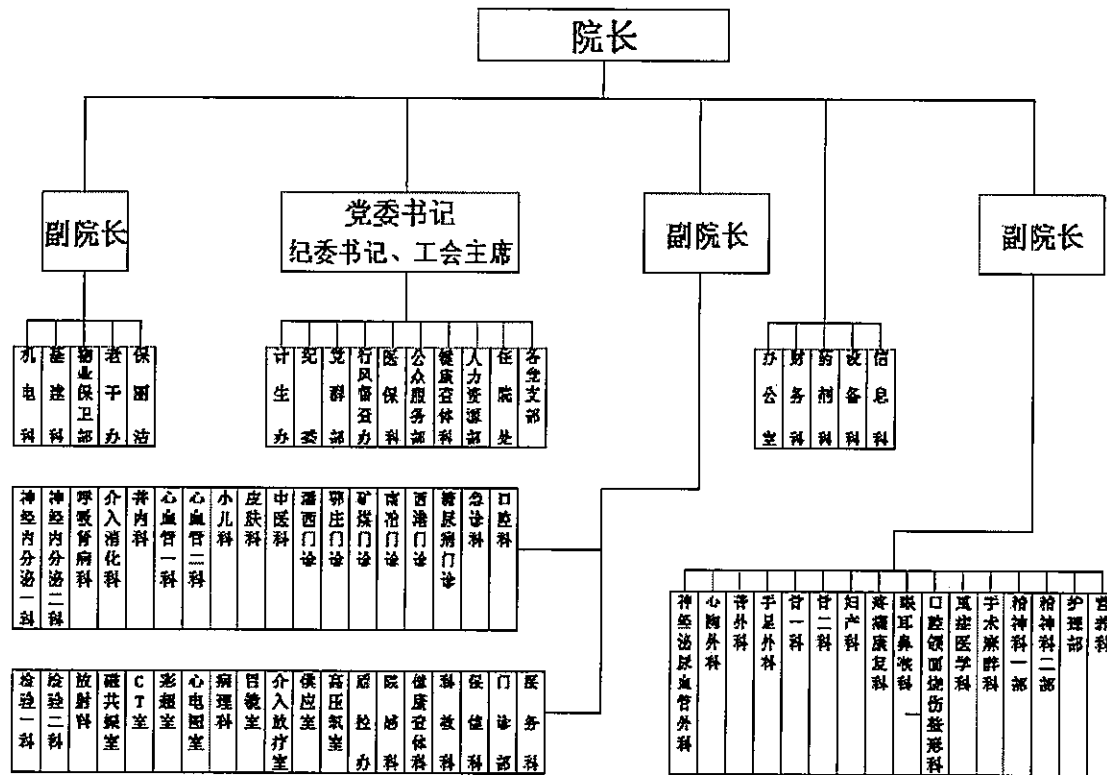 院长
副院长
党委书记
纪委书记、工会主席
副院长
副院长
机电科
基建科
物业保卫部
老干办
保丽洁
计生办
纪委
党群部
行风督查办
医保科
公众服务部
健康查体科
人力资源部
住院处
各党支部
办公室
财务科
药剂科
设备科
信息科
神经内分泌一科
神经内分泌二科
呼吸肾病科
介入消化科
普内科
心血管一科
心血管二科
小儿科
皮肤科
中医科
潘西门诊
鄂庄门诊
矿煤门诊
南冶门诊
西港门诊
糖尿病门诊
急诊科
口腔科
神经泌尿血管外科
心胸外科
普外科
手足外科
骨一科
骨二科
妇产科
疼痛康复科
眼耳鼻喉科
口腔颌面烧伤整形科
重症医学科
手术麻醉科
精神科一部
精神科二部
护理部
营养科
检验一科
检验二科
放射科
磁共振室
CT室
彩超室
心电图室
病理科
胃镜室
介入放疗室
供应室
高压氧室
质控办
院感科
健康查体科
科教科
保健科
门诊部
医务科